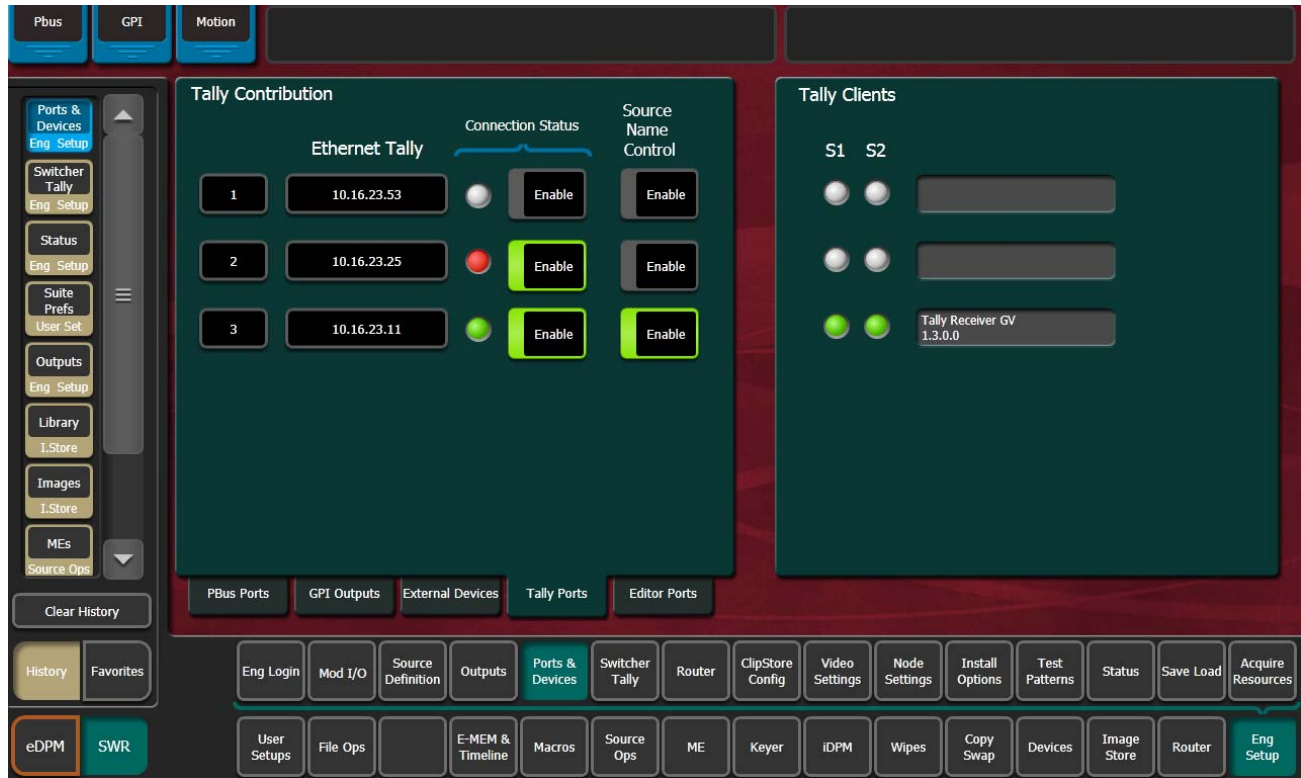 Pbus
GPI
Motion
Ports &
Devices
Eng Setup
Switcher
Tally
Eng Setup
Status
Eng Setup
Suite
Prefs
User Set
Outputs
Eng Setup
Library
I.Store
Images
I.Store
MEs
Source Ops
Clear History
History
Favorites
eDPM
SWR
Tally Contribution
Ethernet Tally
Connection Status
Source
Name
Control
1
10.16.23.53
Enable
Enable
2
10.16.23.25
Enable
Enable
3
10.16.23.11
Enable
Enable
PBus Ports
GPI Outputs
External Devices
Tally Ports
Editor Ports
Tally Clients
S1 S2
Tally Receiver GV
1.3.0.0
Eng Login
Mod I/O
Source
Definition
Outputs
Ports &
Devices
Switcher
Tally
Router
ClipStore
Config
Video
Settings
Node
Settings
Install
Options
Test
Patterns
Status
Save Load
Acquire
Resources
User
Setups
File Ops
E-MEM &
Timeline
Macros
Source
Ops
ME
Keyer
iDPM
Wipes
Copy
Swap
Devices
Image
Store
Router
Eng
Setup